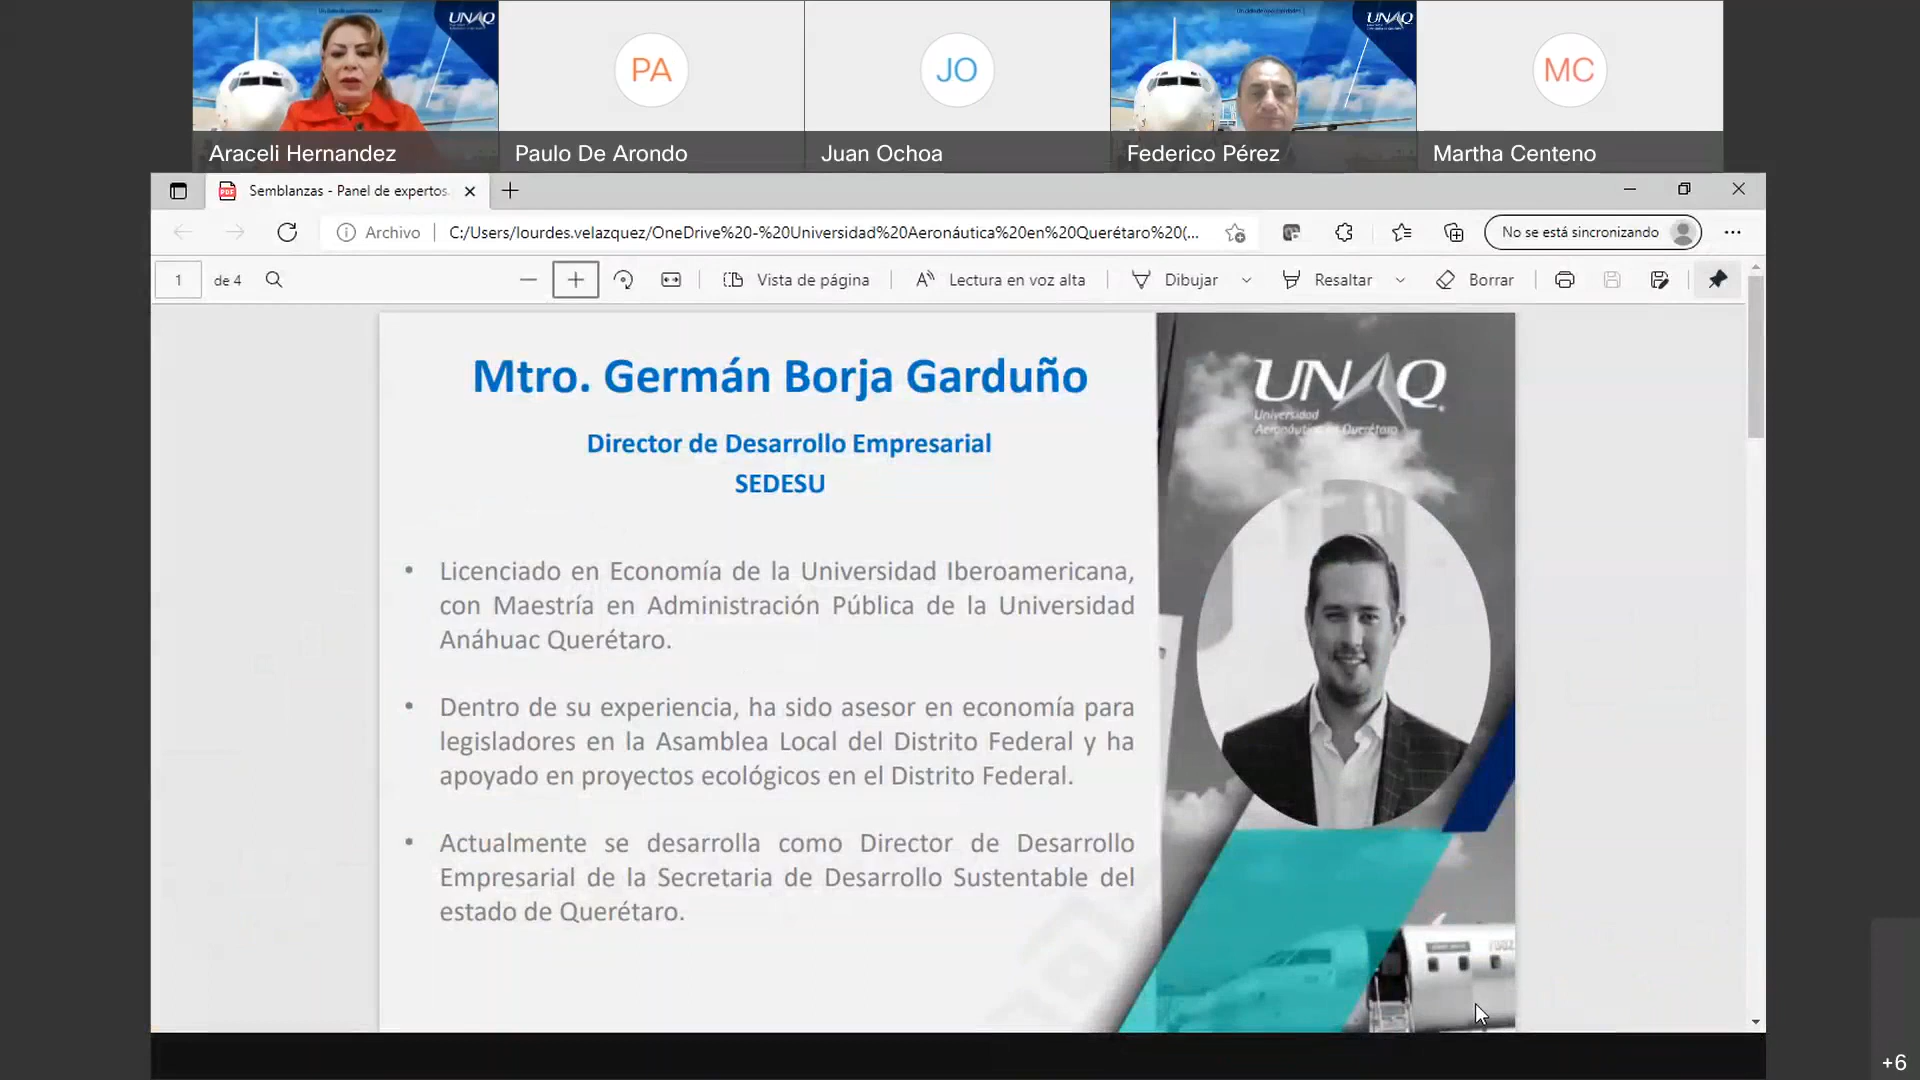 UNAQ
UNAQ
PA
JO
MC
Araceli Hernandez
Paulo De Arondo
Juan Ochoa
Federico Pérez
Martha Centeno
Semblanzas - Panel de expertos.
Archivo
C:/Users/lourdes.velazquez/OneDrive%20-%20Universidad%20Aeronáutica%20en%20Querétaro%20(...
No se está sincronizando
1
de 4
Vista de página
Lectura en voz alta
Dibujar
Resaltar
Borrar
Mtro. Germán Borja Garduño
Director de Desarrollo Empresarial
SEDESU
• Licenciado en Economía de la Universidad Iberoamericana,
con Maestría en Administración Pública de la Universidad
Anáhuac Querétaro.
• Dentro de su experiencia, ha sido asesor en economía para
legisladores en la Asamblea Local del Distrito Federal y ha
apoyado en proyectos ecológicos en el Distrito Federal.
• Actualmente se desarrolla como Director de Desarrollo
Empresarial de la Secretaria de Desarrollo Sustentable del
estado de Querétaro.
UNAQ
Universidad
Aeronáutica en Querétaro
+6